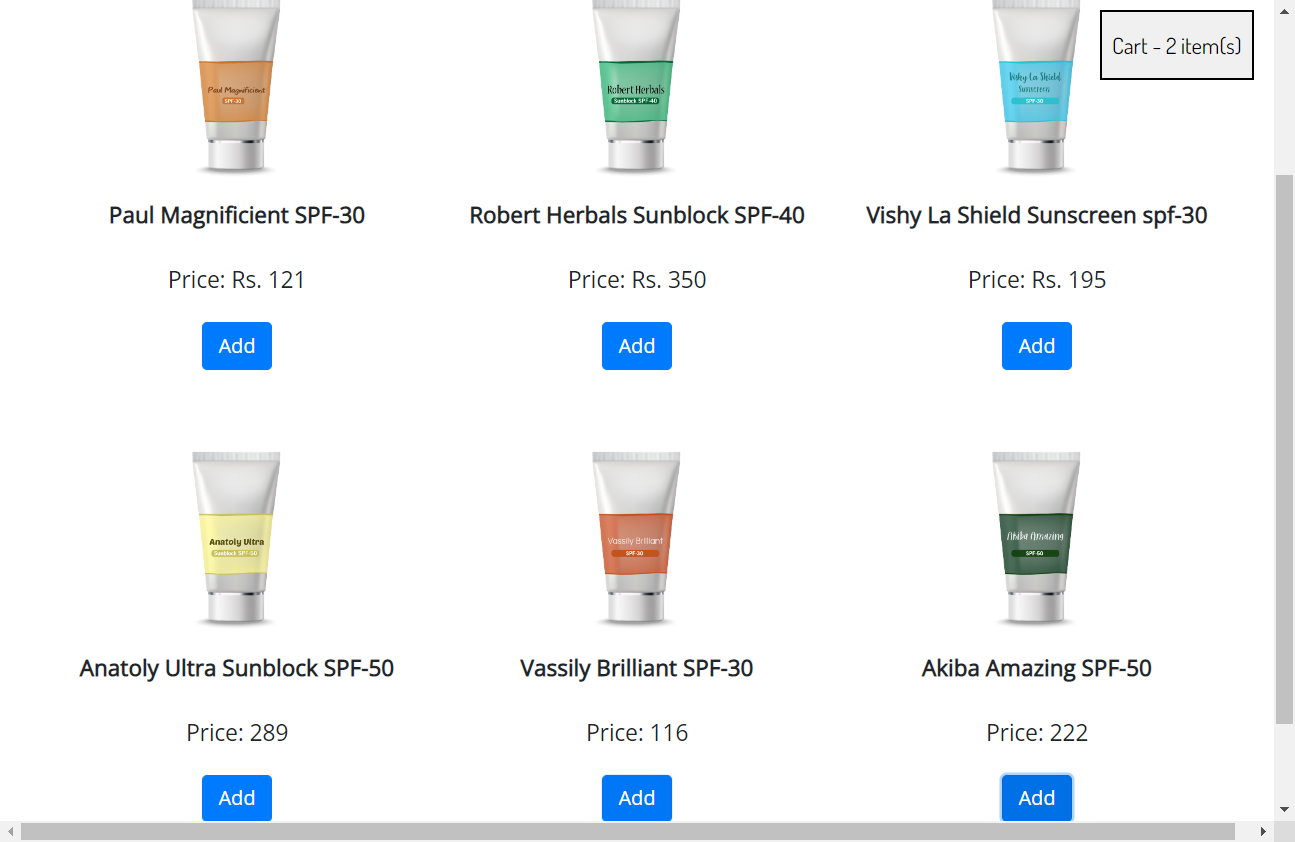 Cart - 2 item(s)
Paul Magnificient
SPF-30
Robert Herbals
Sunblock SPF-40
Vishy La Shield
Sunscreen
SPF-30
Paul Magnificient SPF-30
Robert Herbals Sunblock SPF-40
Vishy La Shield Sunscreen spf-30
Price: Rs. 121
Price: Rs. 350
Price: Rs. 195
Add
Add
Add
Anatoly Ultra
Sunblock SPF-50
Vassily Brilliant
SPF-30
Akiba Amazing
SPF-50
Anatoly Ultra Sunblock SPF-50
Vassily Brilliant SPF-30
Akiba Amazing SPF-50
Price: 289
Price: 116
Price: 222
Add
Add
Add